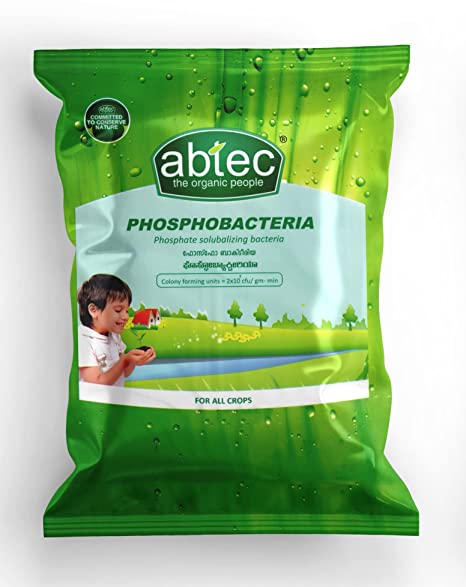 abtec
COMMITTED
TO CONSERVE
NATURE
abtec®
the organic people
PHOSPHOBACTERIA
Phosphate solubalizing bacteria
ഫോസ്ഫോ ബാക്ടീരിയ
Colony forming units = cfu/ gm- min
FOR ALL CROPS